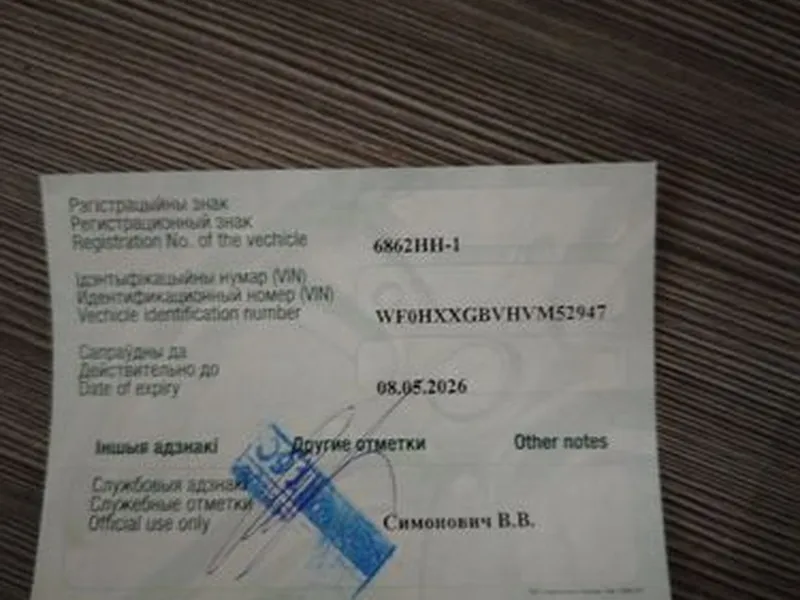 Рэгістрацыйны знак
Регистрационный знак
Registration No. of the vechicle
6862HH-1
Ідэнтыфікацыйны нумар (VIN)
Идентификационный номер (VIN)
Vechicle identification number
WF0HXXGBVHVM52947
Сапраўдны да
Действительно до
Date of expiry
08.05.2026
Іншыя адзнакі Другие отметки Other notes
Службовыя адзнакі
Служебные отметки
Official use only
Симонович В.В.